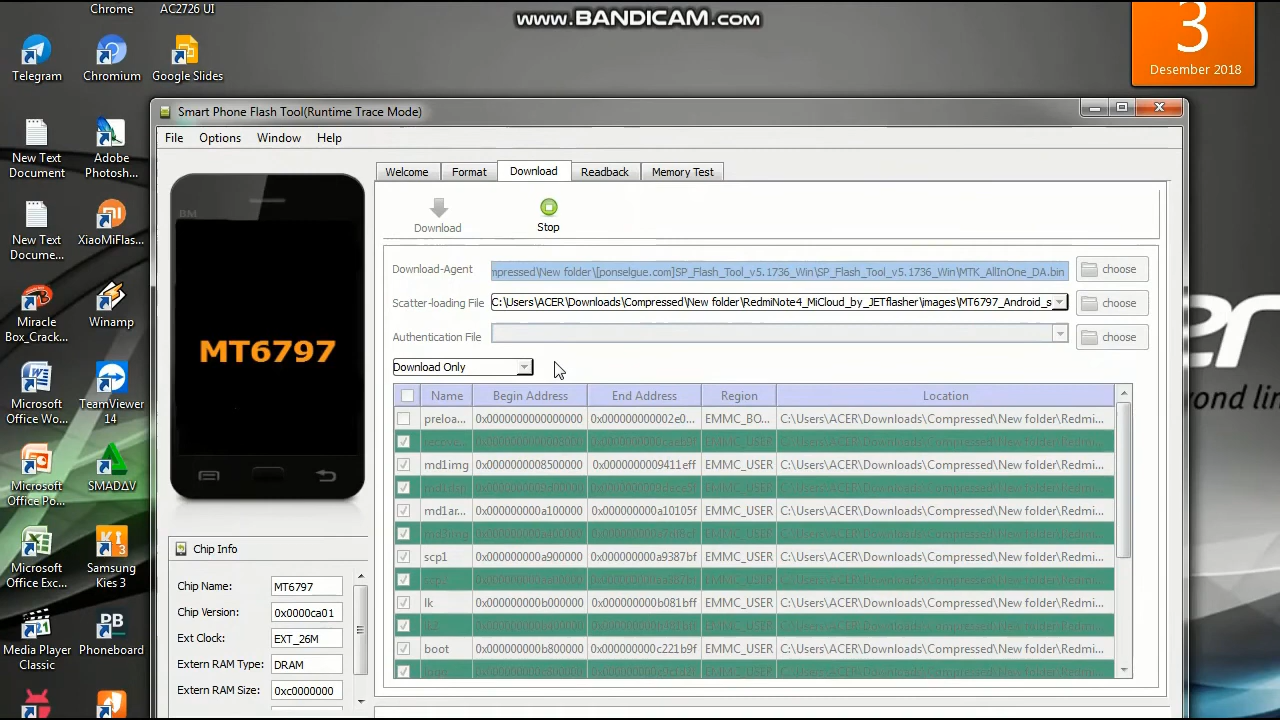 www.BANDICAM.com
Chrome
AC2726 UI
3
Desember 2018
Telegram
Chromium
Google Slides
New Text
Document
Adobe
Photosh...
New Text
Docume...
XiaoMiFlas...
Miracle
Box_Crack...
Winamp
Microsoft
Office Wo...
TeamViewer
14
Microsoft
Office Po...
SMADΔV
Microsoft
Office Exc...
Samsung
Kies 3
Media Player
Classic
Phoneboard
Smart Phone Flash Tool(Runtime Trace Mode)
File Options Window Help
Welcome Format Download Readback Memory Test
BM
MT6797
Download
Stop
Download-Agent
mpressed\New folder\[ponselgue.com]SP_Flash_Tool_v5.1736_Win\SP_Flash_Tool_v5.1736_Win\MTK_AllInOne_DA.bin
choose
Scatter-loading File
C:\Users\ACER\Downloads\Compressed\New folder\RedmiNote4_MiCloud_by_JETflasher\images\MT6797_Android_s
choose
Authentication File
choose
Download Only
Name Begin Address End Address Region Location
preloa... 0x0000000000000000 0x000000000002e0... EMMC_BO... C:\Users\ACER\Downloads\Compressed\New folder\Redmi...
md1img 0x0000000008500000 0x0000000009411eff EMMC_USER C:\Users\ACER\Downloads\Compressed\New folder\Redmi...
md1ar... 0x000000000a100000 0x000000000a10105f EMMC_USER C:\Users\ACER\Downloads\Compressed\New folder\Redmi...
scp1 0x000000000a900000 0x000000000a9387bf EMMC_USER C:\Users\ACER\Downloads\Compressed\New folder\Redmi...
lk 0x000000000b000000 0x000000000b081bff EMMC_USER C:\Users\ACER\Downloads\Compressed\New folder\Redmi...
boot 0x000000000b800000 0x000000000c221b9f EMMC_USER C:\Users\ACER\Downloads\Compressed\New folder\Redmi...
Chip Info
Chip Name: MT6797
Chip Version: 0x0000ca01
Ext Clock: EXT_26M
Extern RAM Type: DRAM
Extern RAM Size: 0xc0000000